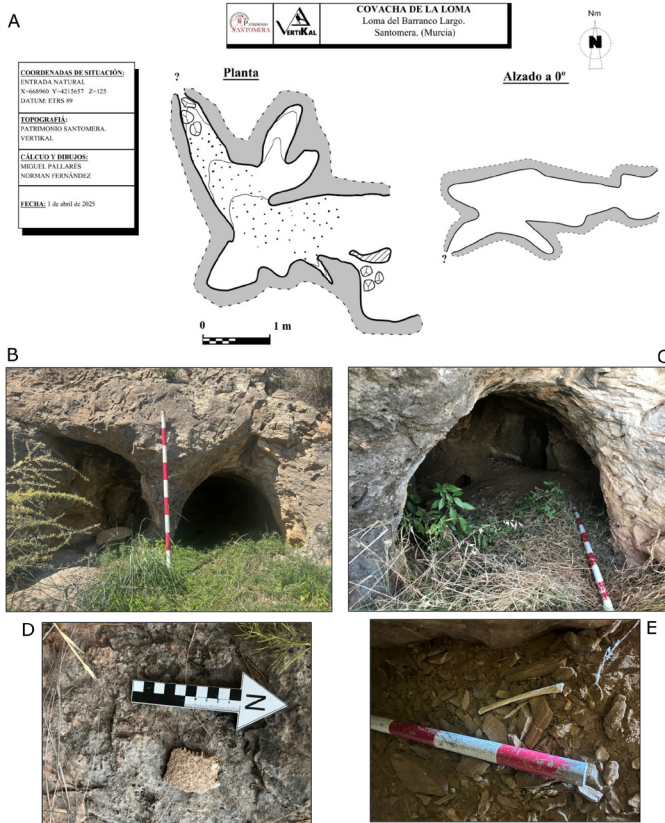 A
PATRIMONIO
SANTOMERA
VERTIKAL
COVACHA DE LA LOMA
Loma del Barranco Largo.
Santomera. (Murcia)
Nm
N
COORDENADAS DE SITUACIÓN:
ENTRADA NATURAL
X=668960 Y=4215657 Z=125
DATUM: ETRS 89
TOPOGRAFIÁ:
PATRIMONIO SANTOMERA.
VERTIKAL
CÁLCUO Y DIBUJOS:
MIGUEL PALLARÉS
NORMAN FERNÁNDEZ
FECHA: 1 de abril de 2025
Planta
Alzado a 0º
?
?
0 1 m
B
C
D
N
E